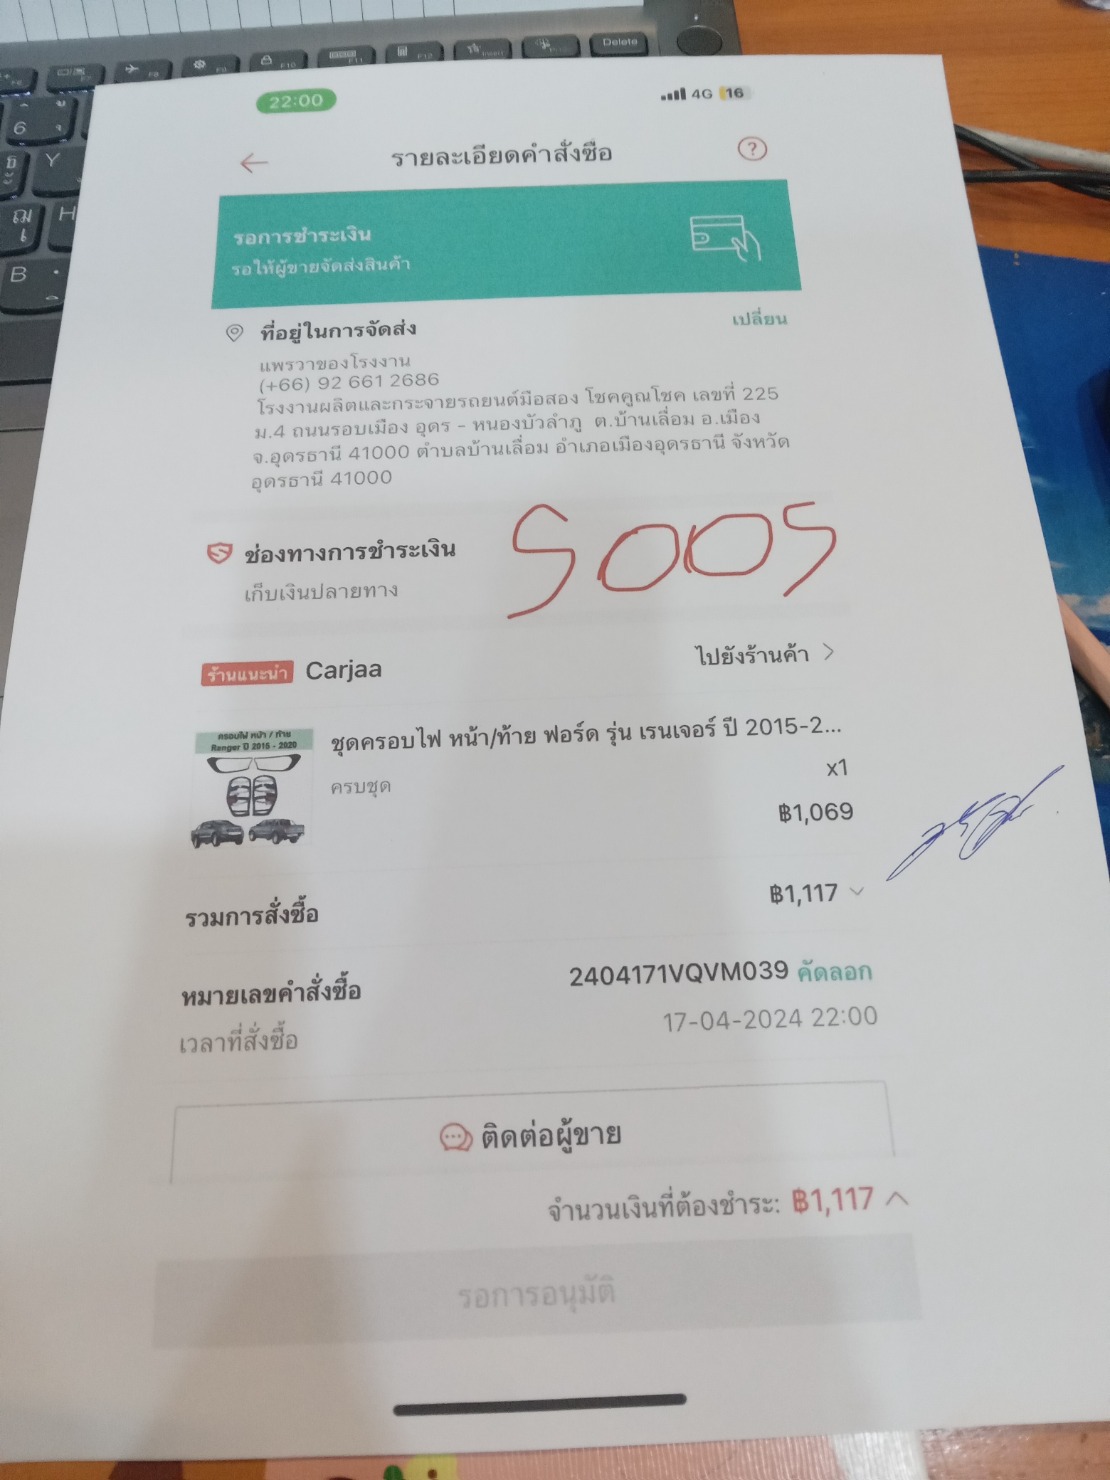 Delete
22:00
4G 16
รายละเอียดคำสั่งซื้อ
รอการชำระเงิน
รอให้ผู้ขายจัดส่งสินค้า
ที่อยู่ในการจัดส่ง
เปลี่ยน
แพรวาของโรงงาน
(+66) 92 661 2686
โรงงานผลิตและกระจายรถยนต์มือสอง โชคคูณโชค เลขที่ 225
ม.4 ถนนรอบเมือง อุดร - หนองบัวลำภู ต.บ้านเลื่อม อ.เมือง
จ.อุดรธานี 41000 ตำบลบ้านเลื่อม อำเภอเมืองอุดรธานี จังหวัด
อุดรธานี 41000
ช่องทางการชำระเงิน
เก็บเงินปลายทาง
5005
ร้านแนะนำ Carjaa
ไปยังร้านค้า
ครอบไฟ หน้า / ท้าย
Ranger ปี 2015 - 2020
ชุดครอบไฟ หน้า/ท้าย ฟอร์ด รุ่น เรนเจอร์ ปี 2015-2...
ครบชุด
x1
฿1,069
รวมการสั่งซื้อ
฿1,117
หมายเลขคำสั่งซื้อ
2404171VQVM039 คัดลอก
เวลาที่สั่งซื้อ
17-04-2024 22:00
ติดต่อผู้ขาย
จำนวนเงินที่ต้องชำระ: ฿1,117
รอการอนุมัติ